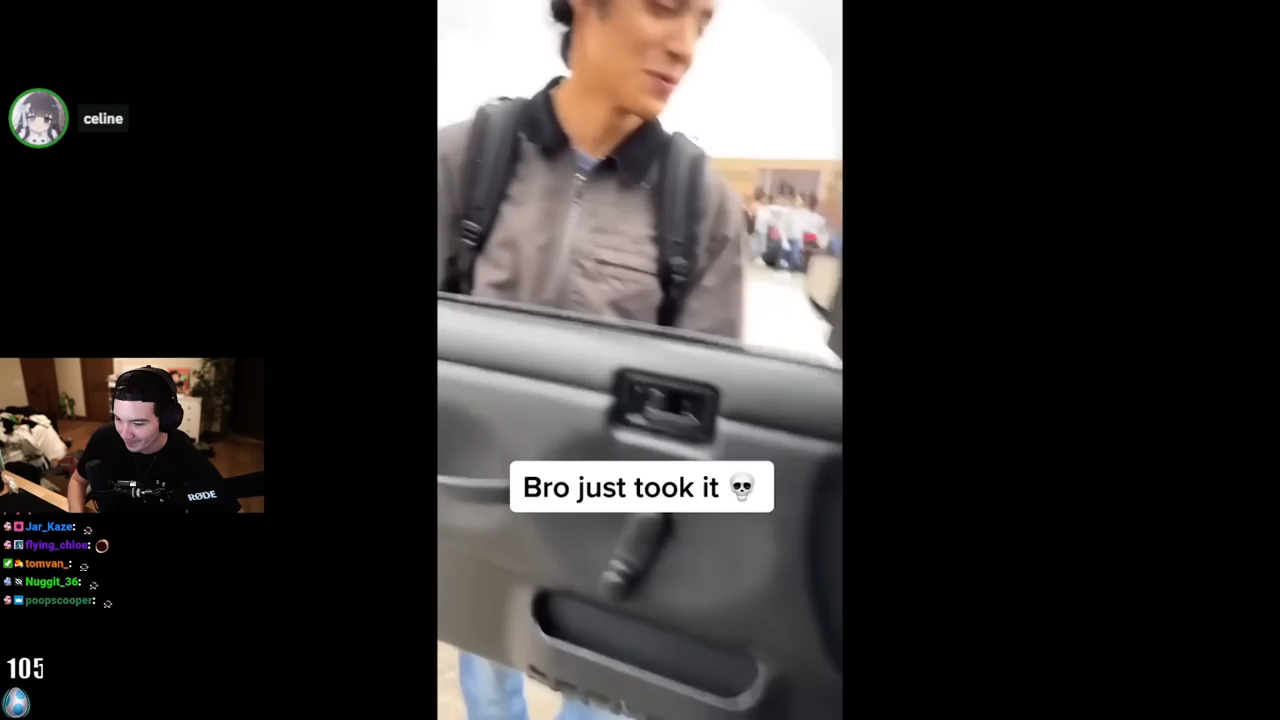 celine
Bro just took it 💀
RØDE
Jar_Kaze:
flying_chloe:
tomvan_:
Nuggit_36:
poopscooper:
105